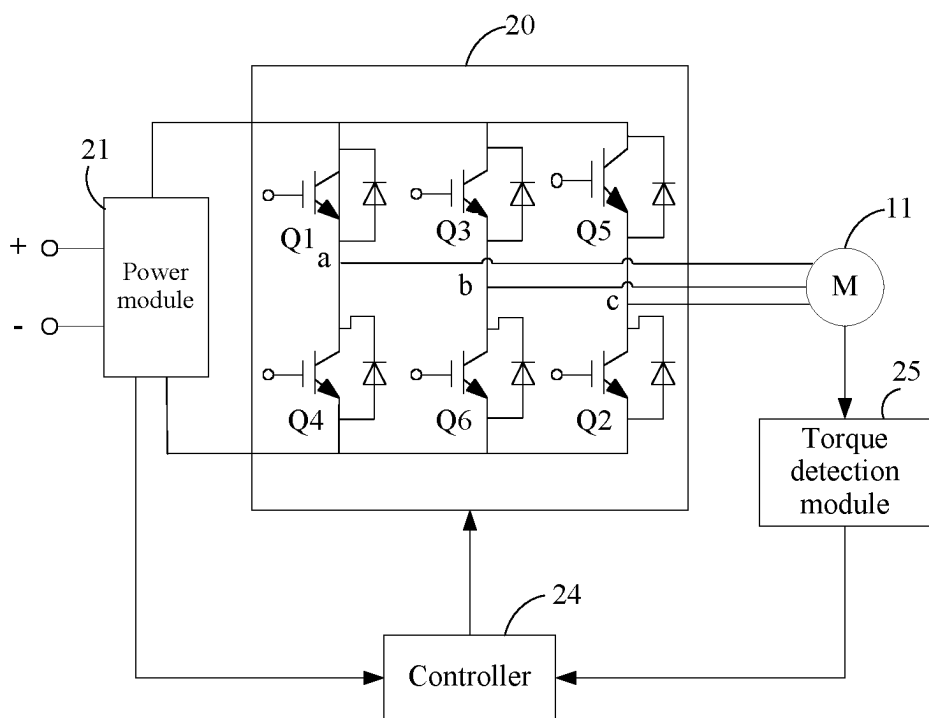 20
21
+
-
Power
module
Q1
Q3
Q5
a
b
c
11
M
Q4
Q6
Q2
25
Torque
detection
module
24
Controller